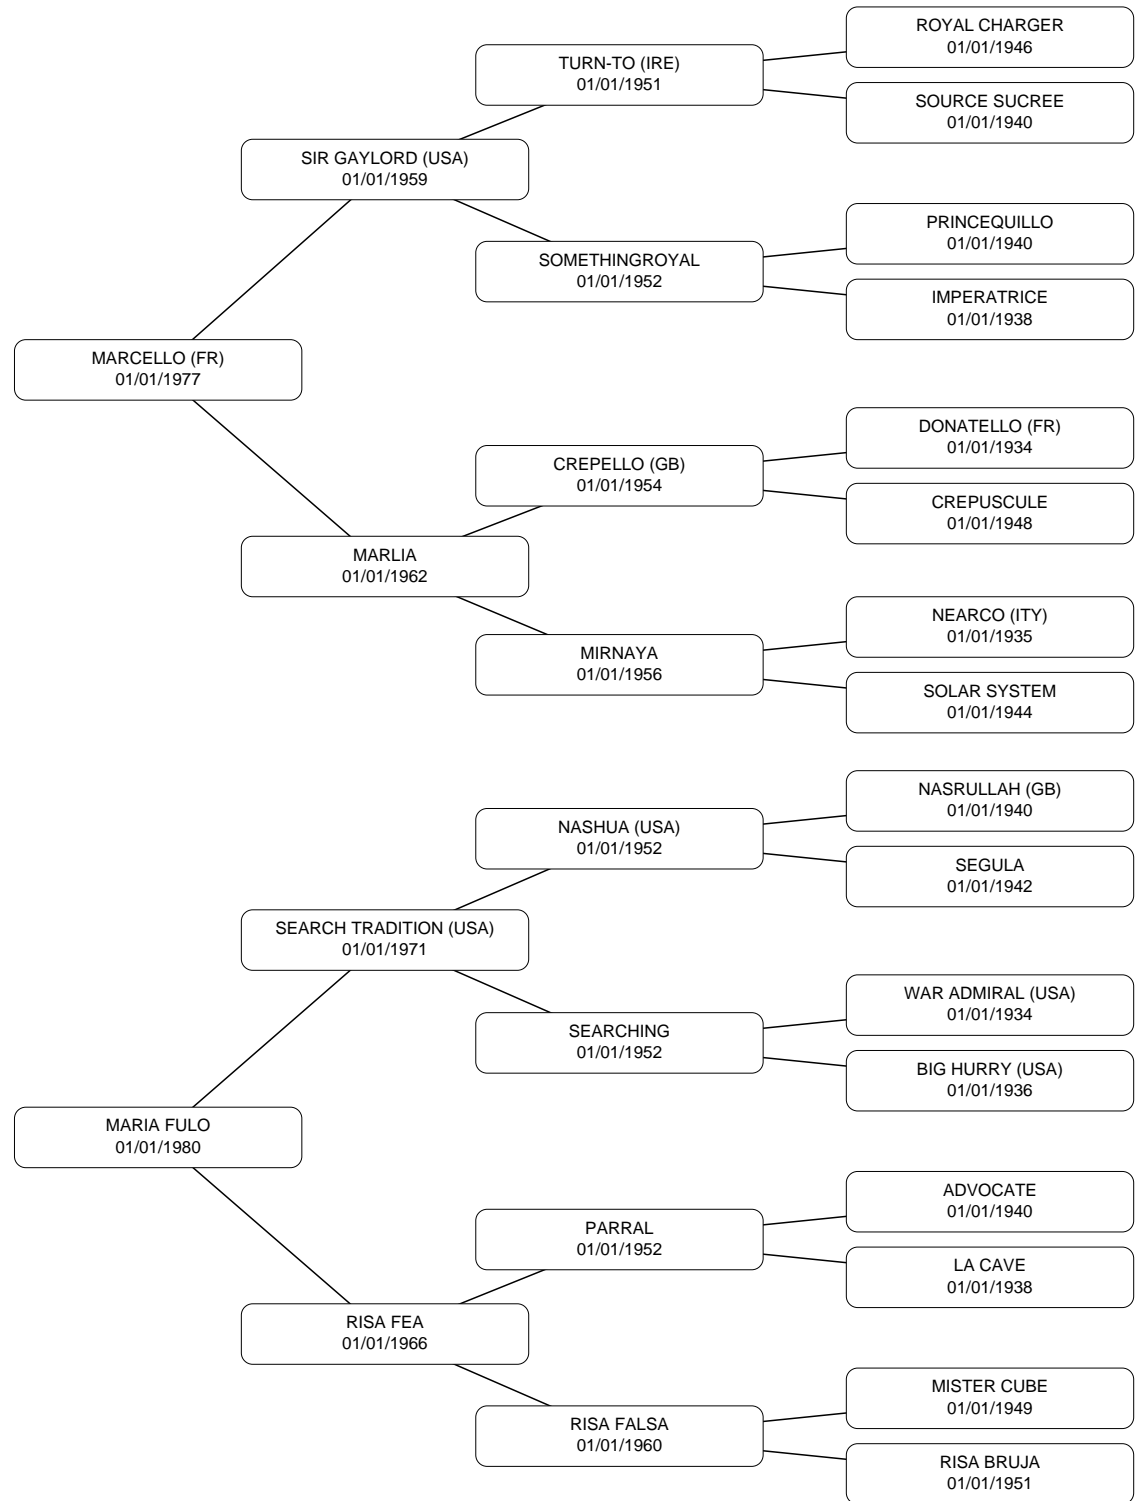 ROYAL CHARGER
01/01/1946
TURN-TO (IRE)
01/01/1951
SOURCE SUCREE
01/01/1940
SIR GAYLORD (USA)
01/01/1959
PRINCEQUILLO
01/01/1940
SOMETHINGROYAL
01/01/1952
IMPERATRICE
01/01/1938
MARCELLO (FR)
01/01/1977
DONATELLO (FR)
01/01/1934
CREPELLO (GB)
01/01/1954
CREPUSCULE
01/01/1948
MARLIA
01/01/1962
NEARCO (ITY)
01/01/1935
MIRNAYA
01/01/1956
SOLAR SYSTEM
01/01/1944
NASRULLAH (GB)
01/01/1940
NASHUA (USA)
01/01/1952
SEGULA
01/01/1942
SEARCH TRADITION (USA)
01/01/1971
WAR ADMIRAL (USA)
01/01/1934
SEARCHING
01/01/1952
BIG HURRY (USA)
01/01/1936
MARIA FULO
01/01/1980
ADVOCATE
01/01/1940
PARRAL
01/01/1952
LA CAVE
01/01/1938
RISA FEA
01/01/1966
MISTER CUBE
01/01/1949
RISA FALSA
01/01/1960
RISA BRUJA
01/01/1951